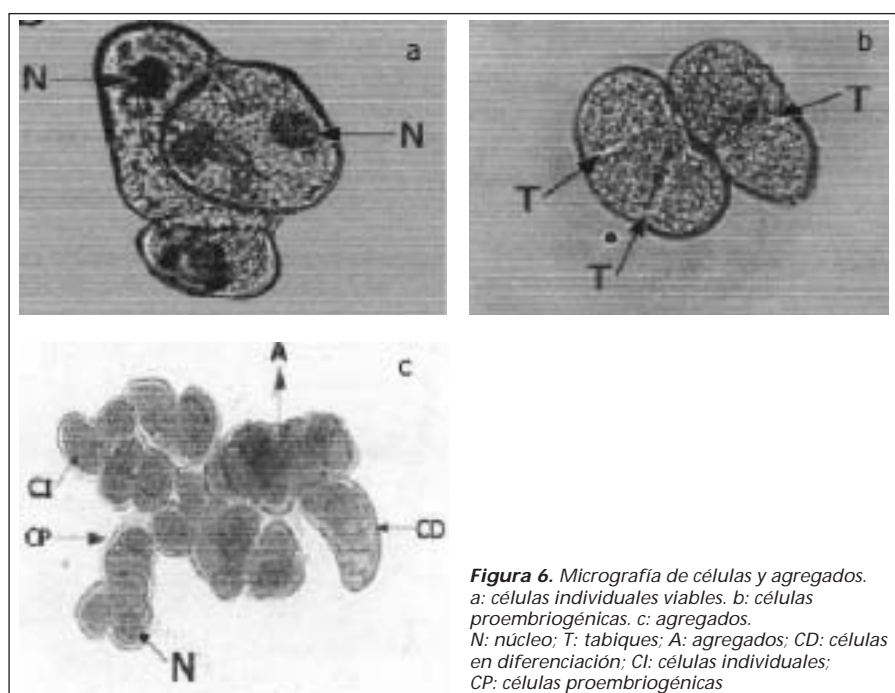 a
N
N
b
T
T
T
c
A
CI
CP
CD
N
Figura 6. Micrografía de células y agregados.
a: células individuales viables. b: células
proembriogénicas. c: agregados.
N: núcleo; T: tabiques; A: agregados; CD: células
en diferenciación; CI: células individuales;
CP: células proembriogénicas